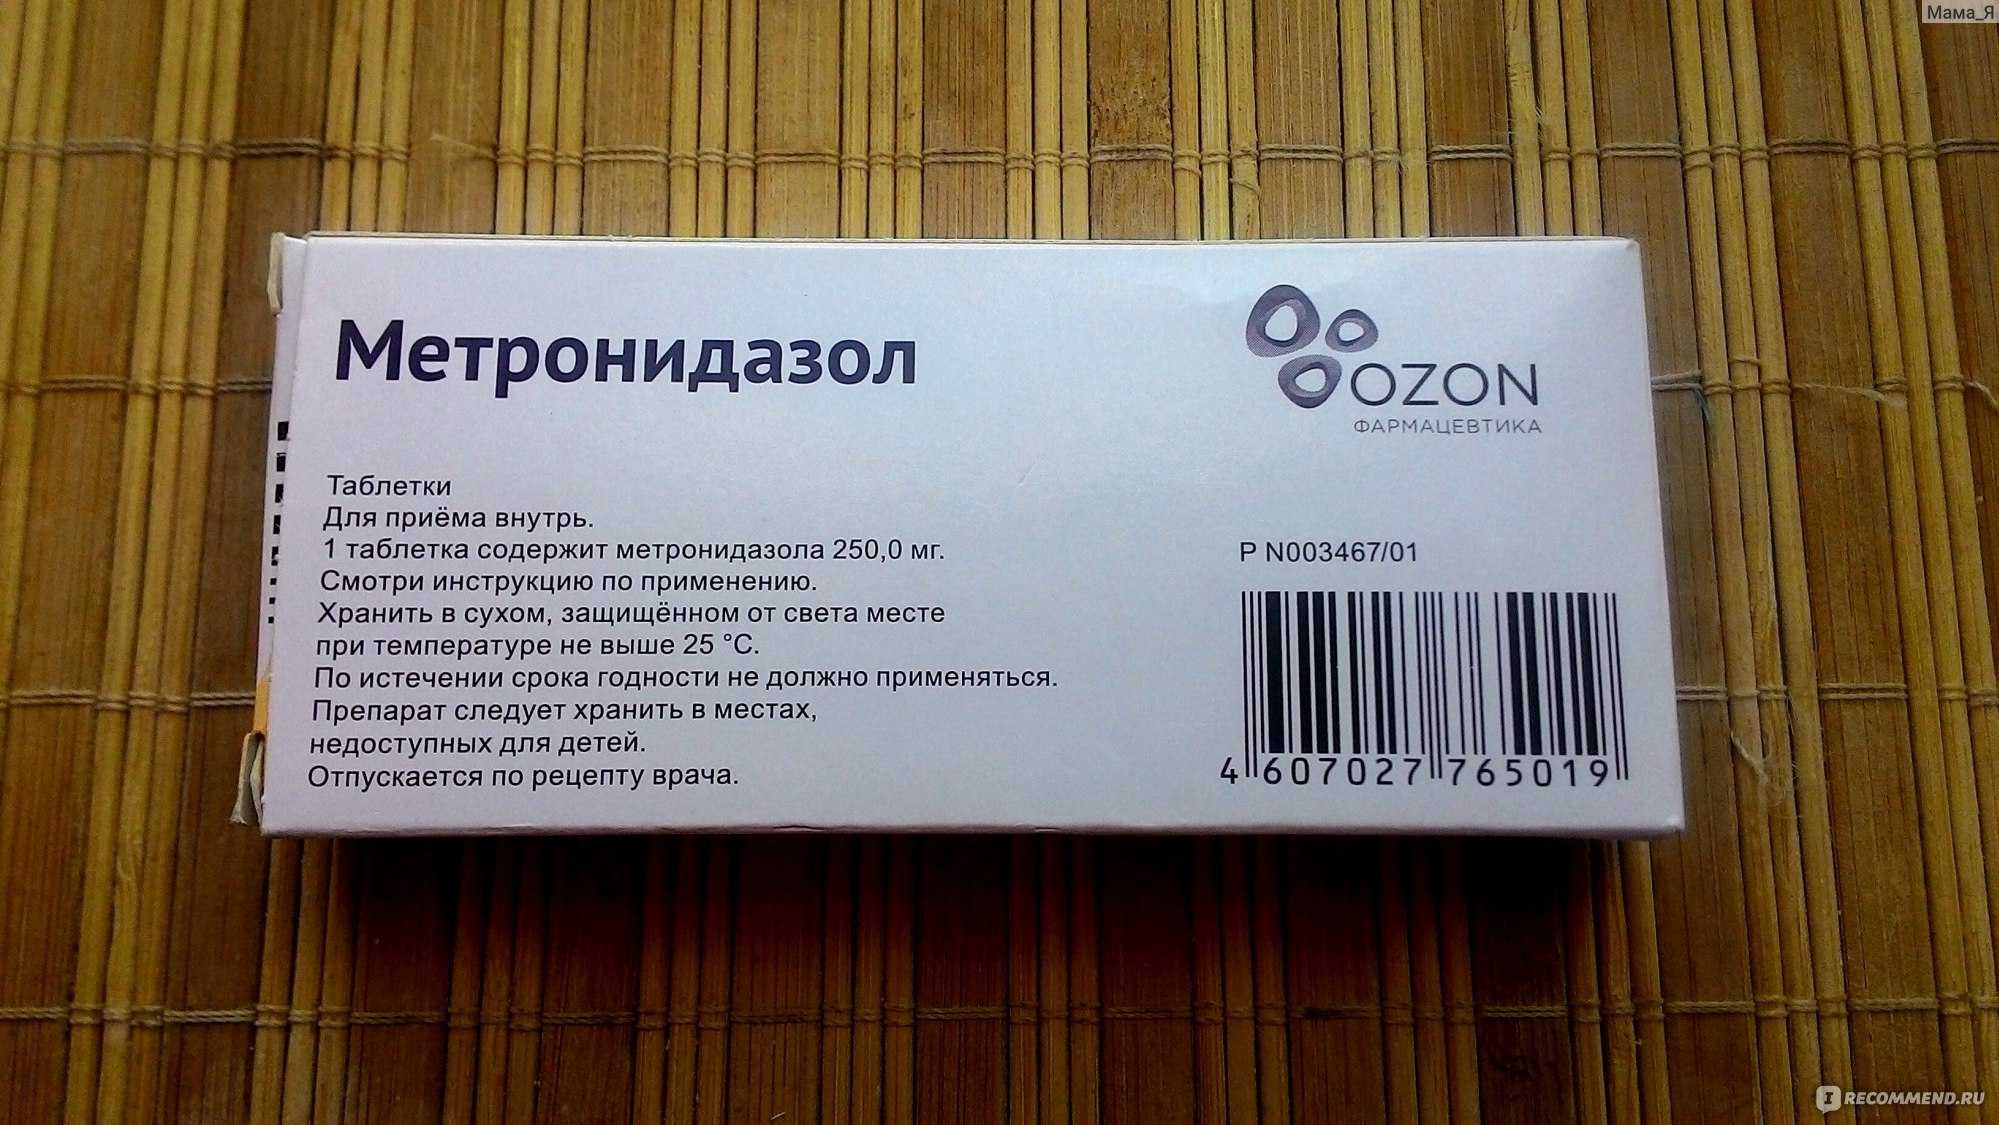 Мама_Я
Метронидазол
OZON
ФАРМАЦЕВТИКА
Таблетки
Для приёма внутрь.
1 таблетка содержит метронидазола 250,0 мг.
Смотри инструкцию по применению.
Хранить в сухом, защищённом от света месте
при температуре не выше 25 °С.
По истечении срока годности не должно применяться.
Препарат следует хранить в местах,
недоступных для детей.
Отпускается по рецепту врача.
Р N003467/01
4 607027 765019
IRECOMMEND.RU